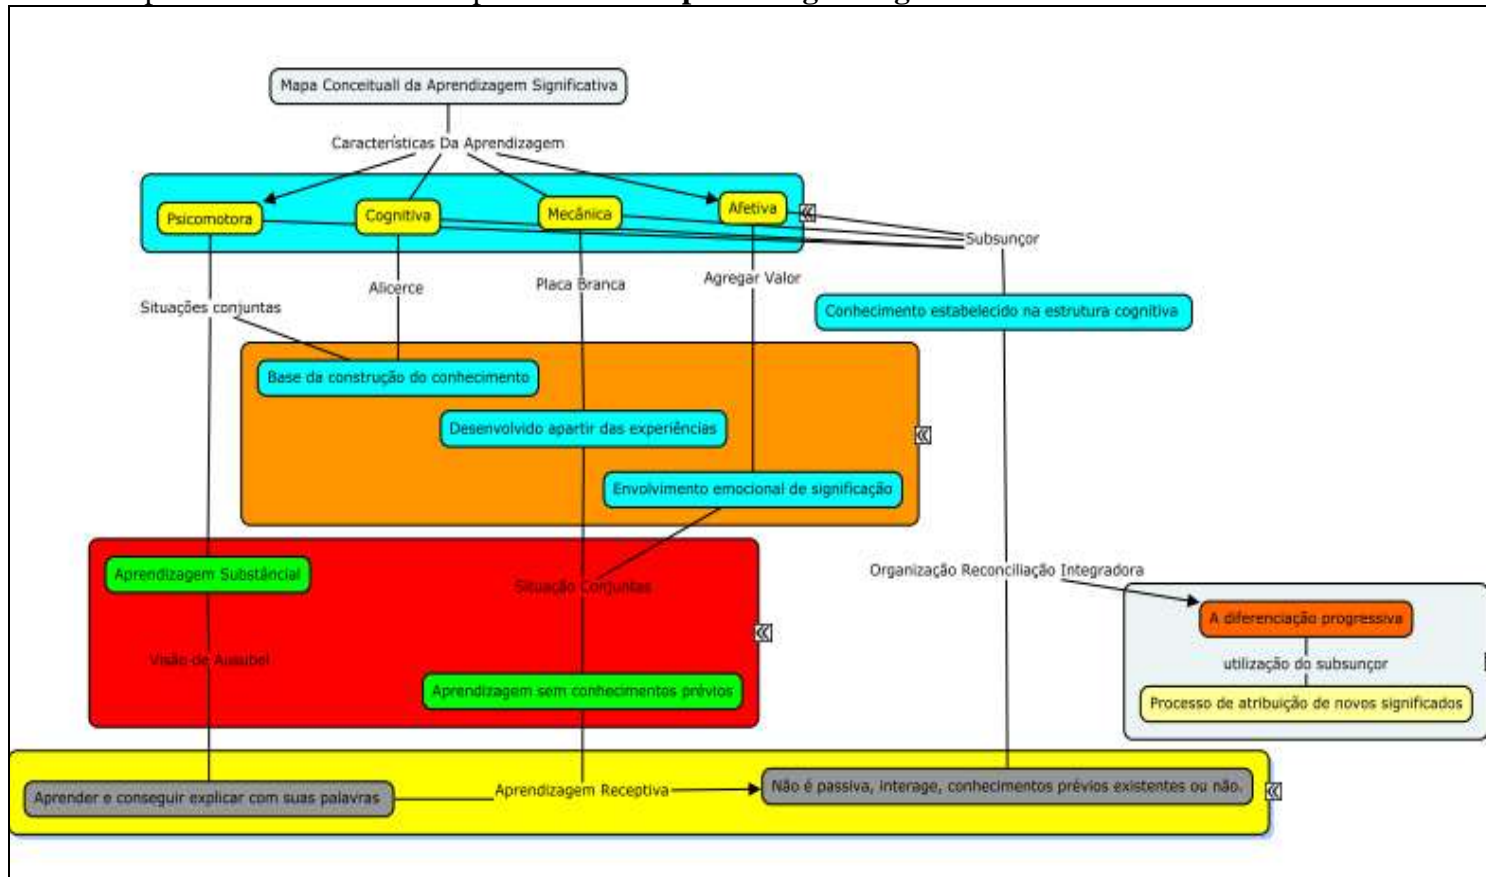 Mapa Conceituall da Aprendizagem Significativa
Características Da Aprendizagem
Psicomotora
Cognitiva
Mecânica
Afetiva
Subsunçor
Situações conjuntas
Alicerce
Placa Branca
Agregar Valor
Conhecimento estabelecido na estrutura cognitiva
Base da construção do conhecimento
Desenvolvido apartir das experiências
Envolvimento emocional de significação
Aprendizagem Substâncial
Situação Conjuntas
Organização Reconciliação Integradora
A diferenciação progressiva
utilização do subsunçor
Processo de atribuição de novos significados
Visão de Ausubel
Aprendizagem sem conhecimentos prévios
Aprender e conseguir explicar com suas palavras
Aprendizagem Receptiva
Não é passiva, interage, conhecimentos prévios existentes ou não.